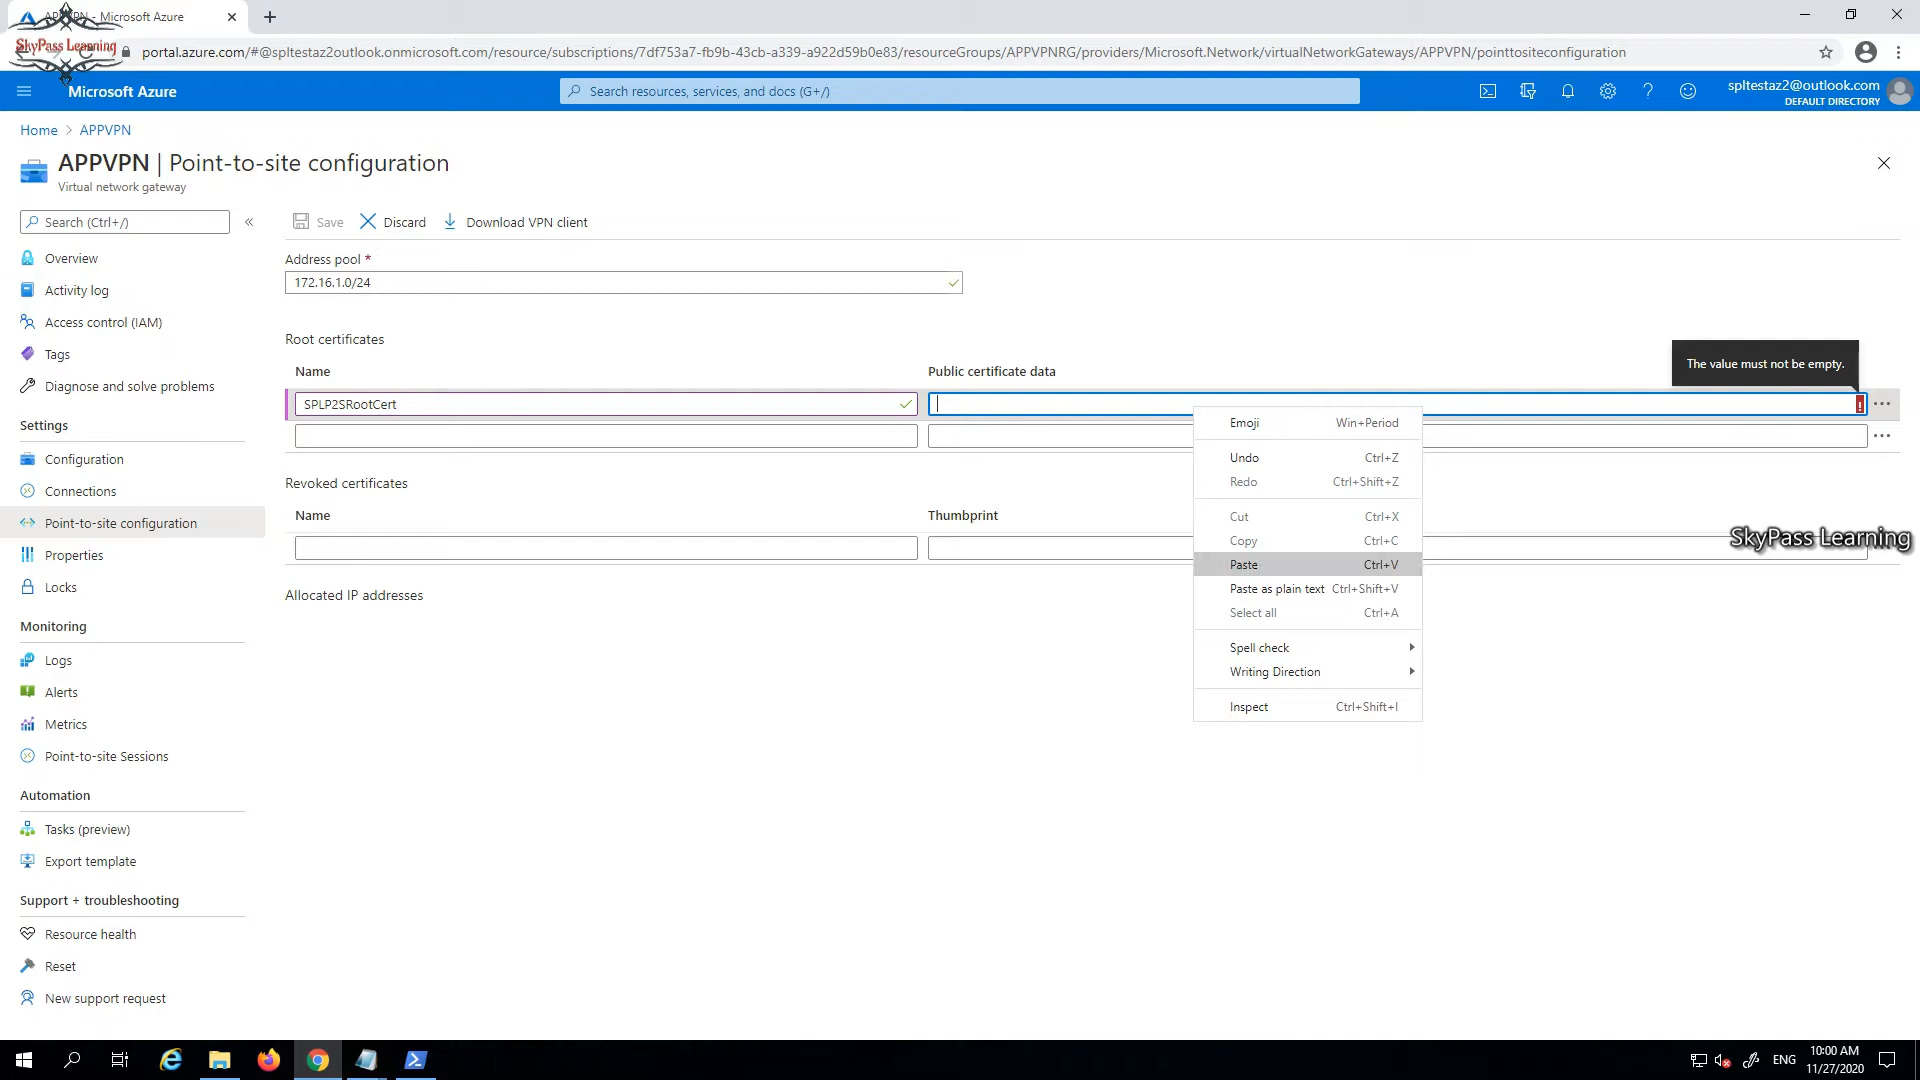 APPVPN - Microsoft Azure
SkyPass Learning
portal.azure.com/#@spltestaz2outlook.onmicrosoft.com/resource/subscriptions/7df753a7-fb9b-43cb-a339-a922d59b0e83/resourceGroups/APPVPNRG/providers/Microsoft.Network/virtualNetworkGateways/APPVPN/pointtositeconfiguration
Microsoft Azure
Search resources, services, and docs (G+/)
spltestaz2@outlook.com
DEFAULT DIRECTORY
Home > APPVPN
APPVPN | Point-to-site configuration
Virtual network gateway
Search (Ctrl+/)
«
Save
Discard
Download VPN client
Overview
Activity log
Access control (IAM)
Tags
Diagnose and solve problems
Settings
Configuration
Connections
Point-to-site configuration
Properties
Locks
Monitoring
Logs
Alerts
Metrics
Point-to-site Sessions
Automation
Tasks (preview)
Export template
Support + troubleshooting
Resource health
Reset
New support request
Address pool *
172.16.1.0/24
Root certificates
Name
Public certificate data
The value must not be empty.
SPLP2SRootCert
Revoked certificates
Name
Thumbprint
Allocated IP addresses
Emoji Win+Period
Undo Ctrl+Z
Redo Ctrl+Shift+Z
Cut Ctrl+X
Copy Ctrl+C
Paste Ctrl+V
Paste as plain text Ctrl+Shift+V
Select all Ctrl+A
Spell check
Writing Direction
Inspect Ctrl+Shift+I
SkyPass Learning
ENG
10:00 AM
11/27/2020